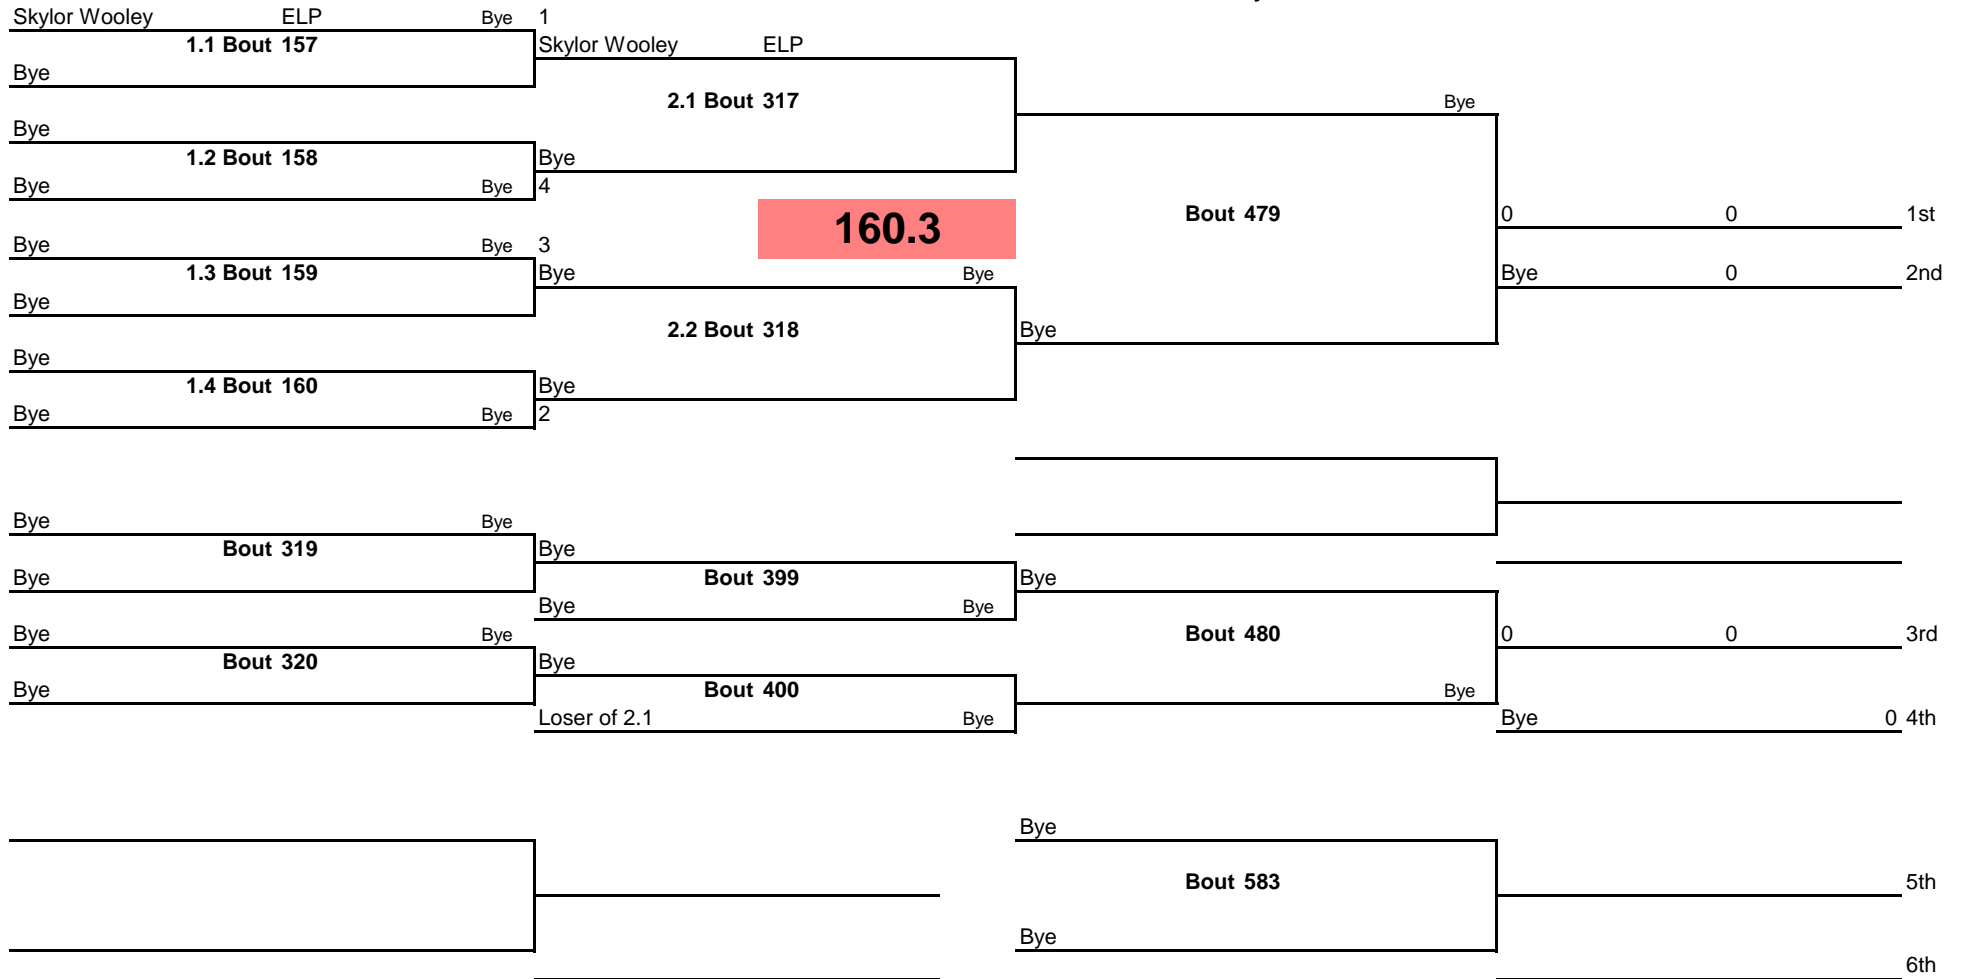 Skylor Wooley ELP Bye 1
1.1 Bout 157 Skylor Wooley ELP
Bye
2.1 Bout 317 Bye
Bye
1.2 Bout 158 Bye
Bye Bye 4
160.3 Bout 479 0 0 1st
Bye Bye 3
1.3 Bout 159 Bye Bye Bye 0 2nd
Bye
2.2 Bout 318 Bye
Bye
1.4 Bout 160 Bye
Bye Bye 2
Bye Bye
Bout 319 Bye
Bye Bout 399 Bye
Bye Bye
Bye Bye Bout 480 0 0 3rd
Bout 320 Bye
Bye Bout 400 Bye
Loser of 2.1 Bye Bye 0 4th
Bye
Bout 583 5th
Bye
6th